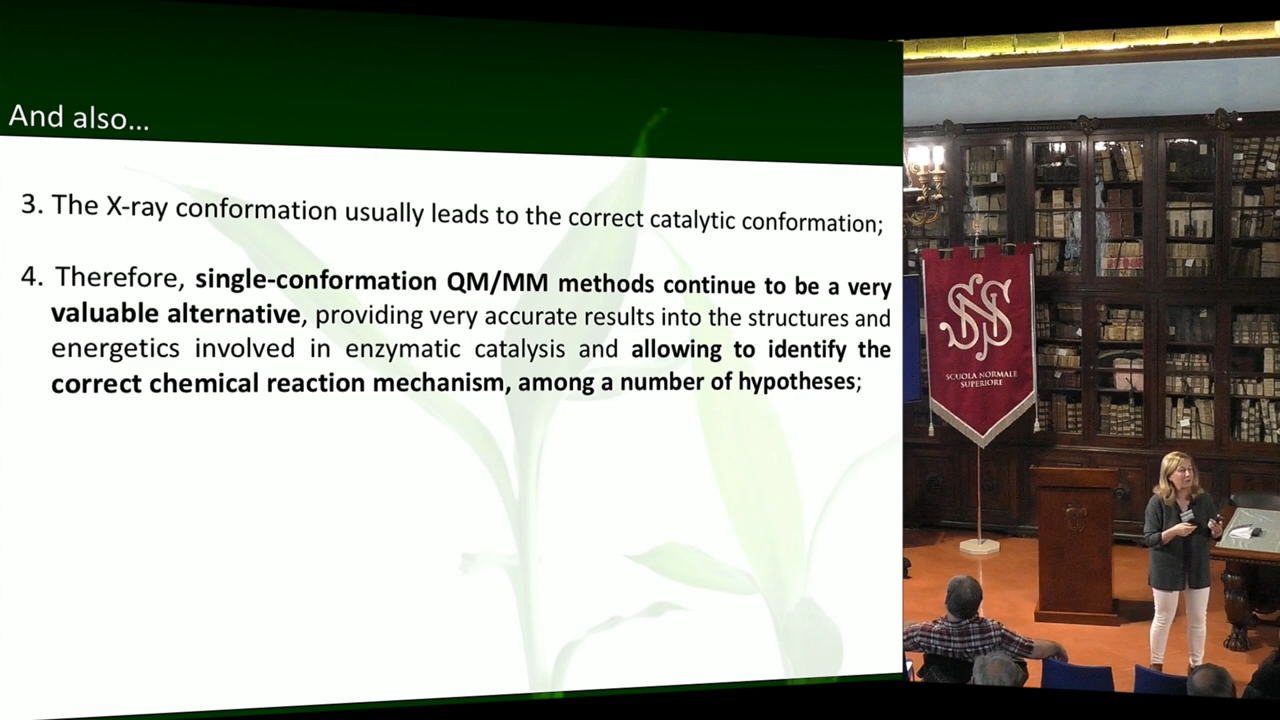 And also...
3. The X-ray conformation usually leads to the correct catalytic conformation;
4. Therefore, single-conformation QM/MM methods continue to be a very
valuable alternative, providing very accurate results into the structures and
energetics involved in enzymatic catalysis and allowing to identify the
correct chemical reaction mechanism, among a number of hypotheses;
SNS
SCUOLA NORMALE
SUPERIORE